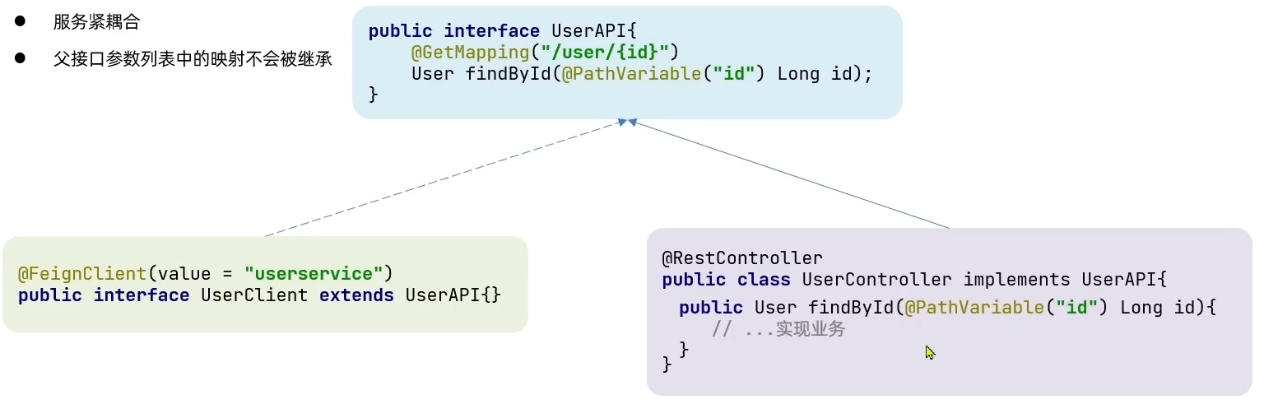 ● 服务紧耦合
● 父接口参数列表中的映射不会被继承
public interface UserAPI{
    @GetMapping("/user/{id}")
    User findById(@PathVariable("id") Long id);
}
@FeignClient(value = "userservice")
public interface UserClient extends UserAPI{}
@RestController
public class UserController implements UserAPI{
  public User findById(@PathVariable("id") Long id){
     // ...实现业务
  }
}